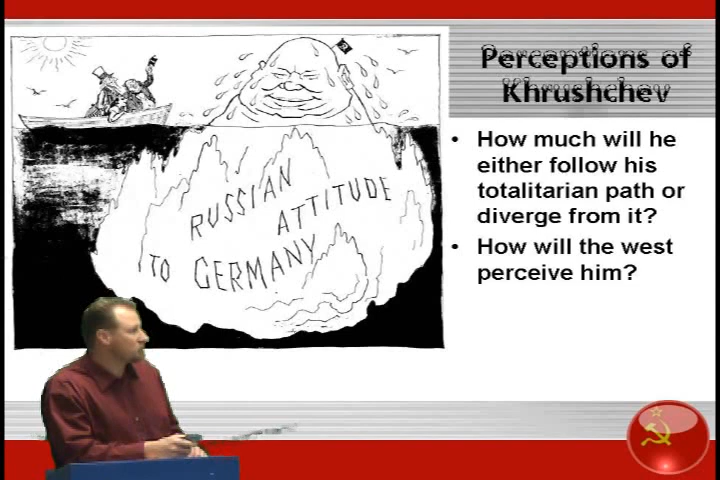 Perceptions of
Khrushchev
• How much will he
either follow his
totalitarian path or
diverge from it?
• How will the west
perceive him?
RUSSIAN
ATTITUDE
TO GERMANY